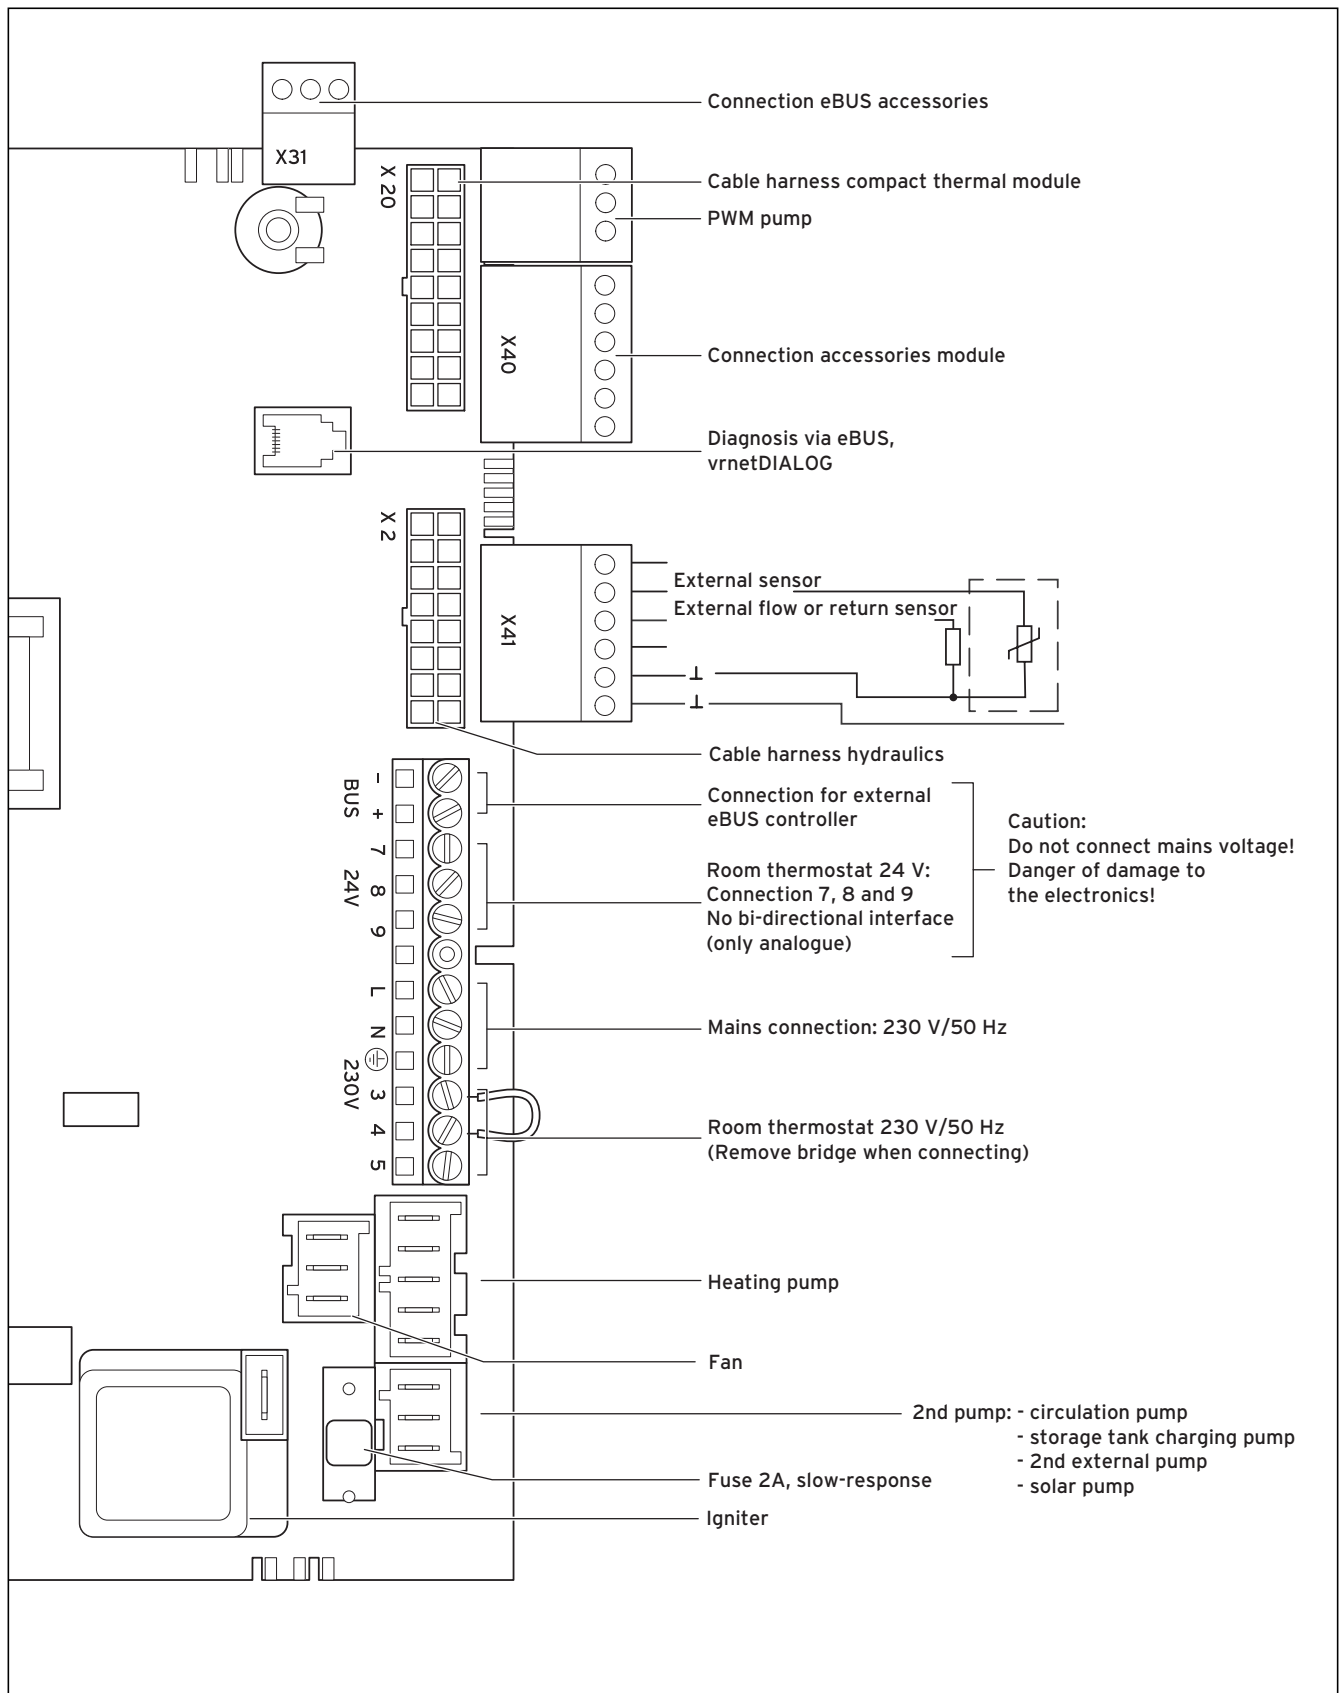 Connection eBUS accessories
X31
X 20
Cable harness compact thermal module
PWM pump
X40
Connection accessories module
Diagnosis via eBUS,
vrnetDIALOG
X 2
X41
External sensor
External flow or return sensor
Cable harness hydraulics
BUS
-
+
Connection for external
eBUS controller
24V
7
8
9
Room thermostat 24 V:
Connection 7, 8 and 9
No bi-directional interface
(only analogue)
Caution:
Do not connect mains voltage!
Danger of damage to
the electronics!
L
N
Mains connection: 230 V/50 Hz
230V
3
4
5
Room thermostat 230 V/50 Hz
(Remove bridge when connecting)
Heating pump
Fan
2nd pump: - circulation pump
- storage tank charging pump
- 2nd external pump
- solar pump
Fuse 2A, slow-response
Igniter